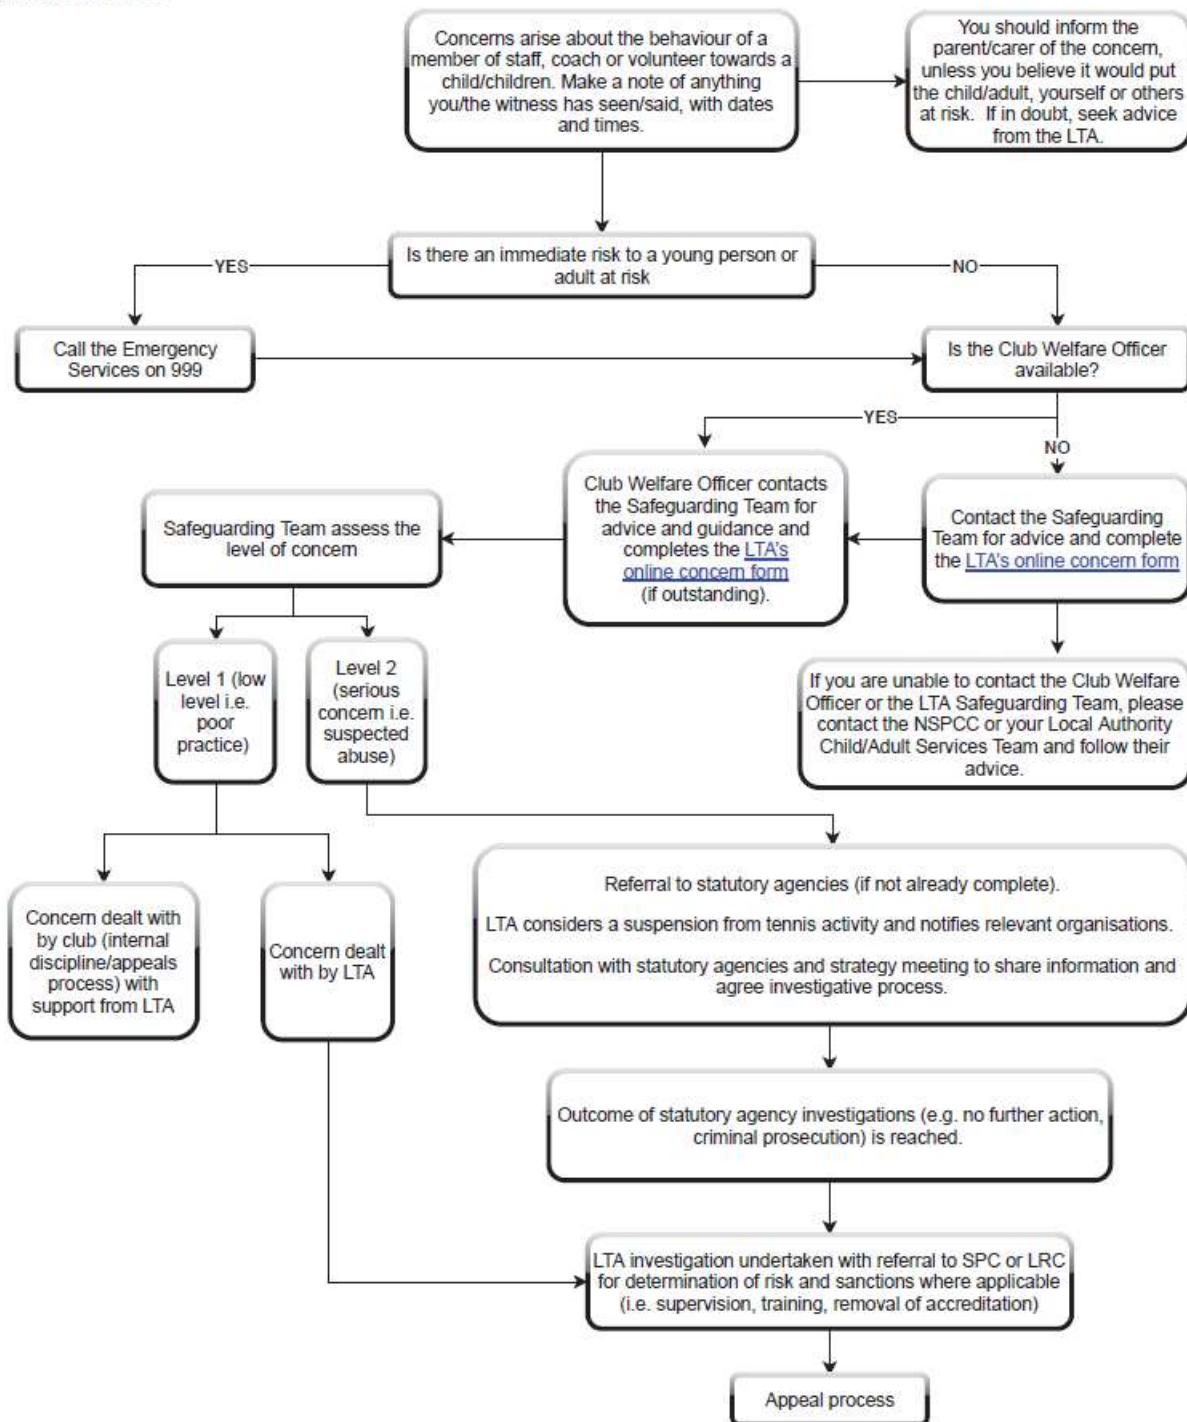 Concerns arise about the behaviour of a
member of staff, coach or volunteer towards a
child/children. Make a note of anything
you/the witness has seen/said, with dates
and times.
You should inform the
parent/carer of the concern,
unless you believe it would put
the child/adult, yourself or others
at risk. If in doubt, seek advice
from the LTA.
Is there an immediate risk to a young person or
adult at risk
YES
NO
Call the Emergency
Services on 999
Is the Club Welfare Officer
available?
YES
NO
Club Welfare Officer contacts
the Safeguarding Team for
advice and guidance and
completes the LTA's
online concern form
(if outstanding).
Contact the Safeguarding
Team for advice and complete
the LTA's online concern form
Safeguarding Team assess the
level of concern
Level 1 (low
level i.e.
poor
practice)
Level 2
(serious
concern i.e.
suspected
abuse)
If you are unable to contact the Club Welfare
Officer or the LTA Safeguarding Team, please
contact the NSPCC or your Local Authority
Child/Adult Services Team and follow their
advice.
Concern dealt with
by club (internal
discipline/appeals
process) with
support from LTA
Concern dealt
with by LTA
Referral to statutory agencies (if not already complete).
LTA considers a suspension from tennis activity and notifies relevant organisations.
Consultation with statutory agencies and strategy meeting to share information and
agree investigative process.
Outcome of statutory agency investigations (e.g. no further action,
criminal prosecution) is reached.
LTA investigation undertaken with referral to SPC or LRC
for determination of risk and sanctions where applicable
(i.e. supervision, training, removal of accreditation)
Appeal process